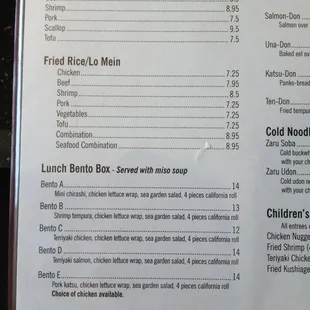 Shrimp 8.95
Pork 7.5
Scallop 9.5
Tofu 7.5
Fried Rice/Lo Mein
Chicken 7.25
Beef 7.95
Shrimp 8.5
Pork 7.25
Vegetables 7.25
Tofu 7.25
Combination 8.95
Seafood Combination 8.95
Lunch Bento Box - Served with miso soup
Bento A 14
Mini chirashi, chicken lettuce wrap, sea garden salad, 4 pieces california roll
Bento B 13
Shrimp tempura, chicken lettuce wrap, sea garden salad, 4 pieces california roll
Bento C 12
Teriyaki chicken, chicken lettuce wrap, sea garden salad, 4 pieces california roll
Bento D 14
Teriyaki salmon, chicken lettuce wrap, sea garden salad, 4 pieces california roll
Bento E 14
Pork katsu, chicken lettuce wrap, sea garden salad, 4 pieces california roll
Choice of chicken available.
Salmon-Don
Salmon over
Una-Don
Baked eel ov
Katsu-Don
Panko-bread
Ten-Don
Fried tempur
Cold Noodl
Zaru Soba
Cold buckwh
with your ch
Zaru Udon
Cold udon n
with your ch
Children's
All entrees
Chicken Nugge
Fried Shrimp (
Teriyaki Chicke
Fried Kushiage